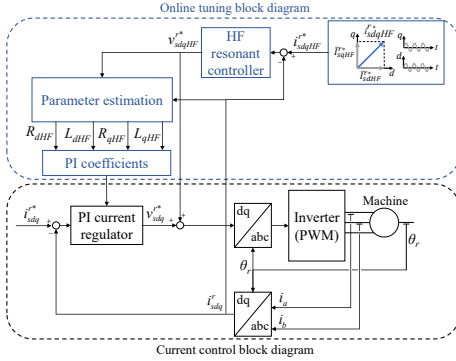 Online tuning block diagram
v^{r*}_{sdqHF}
HF
resonant
controller
i^{r*}_{sdqHF}
+
−
q
i^{r*}_{sdqHF}
I^{r*}_{sqHF}
I^{r*}_{sdHF}
d
q
t
d
t
Parameter estimation
R_{dHF} L_{dHF} R_{qHF} L_{qHF}
PI coefficients
i^{r*}_{sdq}
+
−
PI current
regulator
v^{r*}_{sdq}
+
+
dq
abc
Inverter
(PWM)
Machine
θ_r
θ_r
i^{r}_{sdq}
dq
abc
i_a
i_b
Current control block diagram